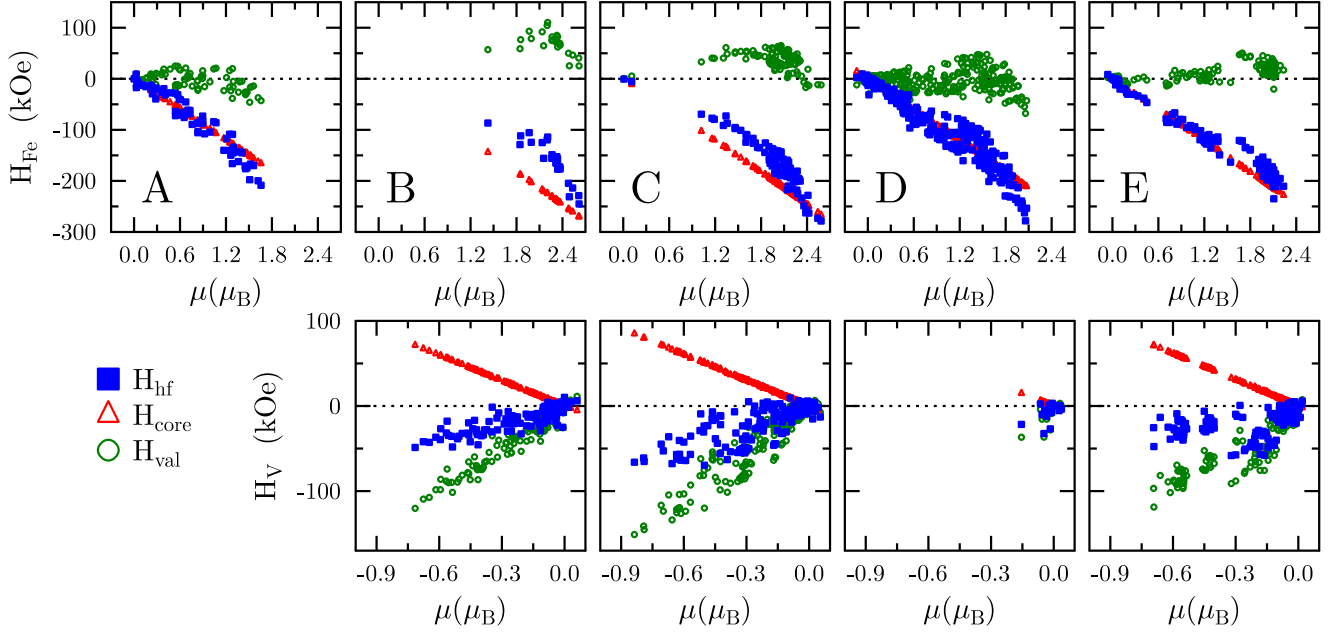 H_Fe (kOe)
100
0
-100
-200
-300
A B C D E
0.0 0.6 1.2 1.8 2.4 0.0 0.6 1.2 1.8 2.4 0.0 0.6 1.2 1.8 2.4 0.0 0.6 1.2 1.8 2.4 0.0 0.6 1.2 1.8 2.4
μ(μ_B) μ(μ_B) μ(μ_B) μ(μ_B) μ(μ_B)
H_hf
H_core
H_val
H_V (kOe)
100
0
-100
-0.9 -0.6 -0.3 0.0 -0.9 -0.6 -0.3 0.0 -0.9 -0.6 -0.3 0.0 -0.9 -0.6 -0.3 0.0
μ(μ_B) μ(μ_B) μ(μ_B) μ(μ_B)